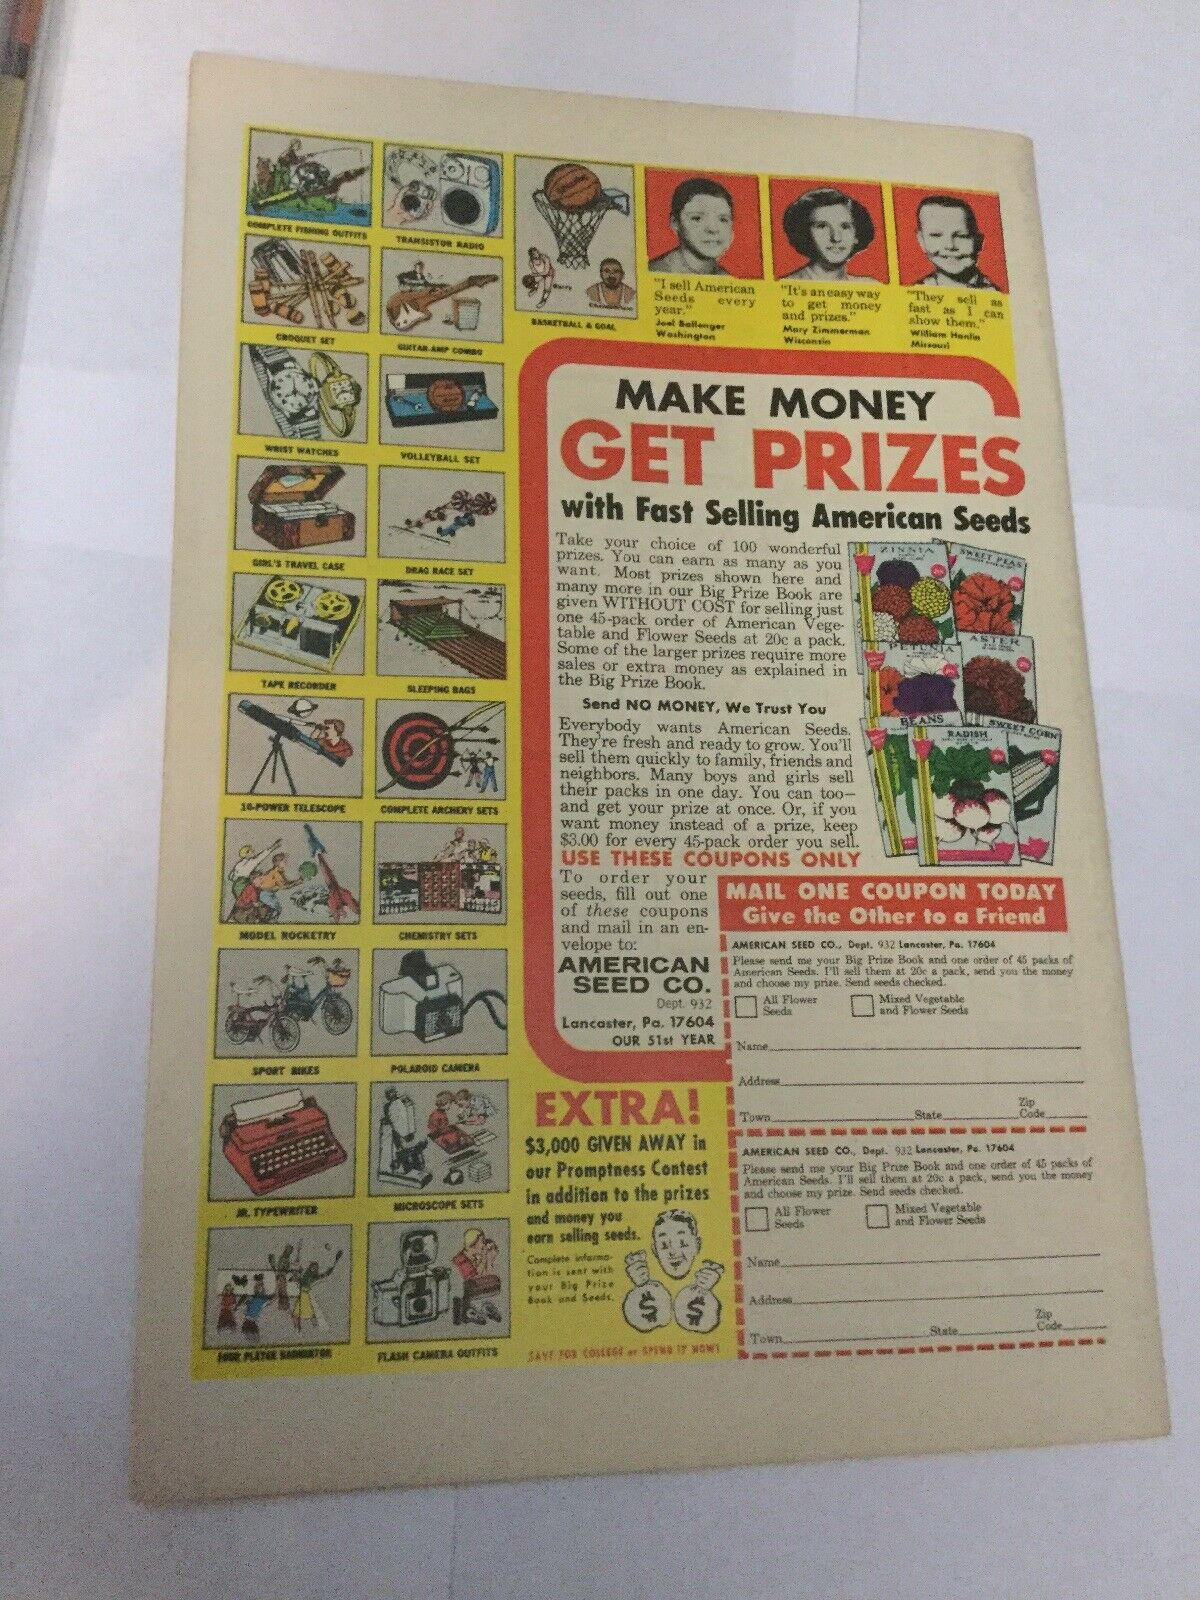 COMPLETE FISHING OUTFITS
TRANSISTOR RADIO
CROQUET SET
GUITAR-AMP COMBO
BASKETBALL & GOAL
Barry
WRIST WATCHES
VOLLEYBALL SET
GIRL'S TRAVEL CASE
DRAG RACE SET
TAPE RECORDER
SLEEPING BAGS
10-POWER TELESCOPE
COMPLETE ARCHERY SETS
MODEL ROCKETRY
CHEMISTRY SETS
SPORT BIKES
POLAROID CAMERA
JR. TYPEWRITER
MICROSCOPE SETS
FOUR PLAYER BADMINTON
FLASH CAMERA OUTFITS
"I sell American
Seeds every
year."
Joel Ballenger
Washington
"It's an easy way
to get money
and prizes."
Mary Zimmerman
Wisconsin
"They sell as
fast as I can
show them."
William Hanlin
Missouri
MAKE MONEY
GET PRIZES
with Fast Selling American Seeds
Take your choice of 100 wonderful
prizes. You can earn as many as you
want. Most prizes shown here and
many more in our Big Prize Book are
given WITHOUT COST for selling just
one 45-pack order of American Vege-
table and Flower Seeds at 20c a pack.
Some of the larger prizes require more
sales or extra money as explained in
the Big Prize Book.
Send NO MONEY, We Trust You
Everybody wants American Seeds.
They're fresh and ready to grow. You'll
sell them quickly to family, friends and
neighbors. Many boys and girls sell
their packs in one day. You can too—
and get your prize at once. Or, if you
want money instead of a prize, keep
$3.00 for every 45-pack order you sell.
USE THESE COUPONS ONLY
To order your
seeds, fill out one
of these coupons
and mail in an en-
velope to:
AMERICAN
SEED CO.
Dept. 932
Lancaster, Pa. 17604
OUR 51st YEAR
ZINNIA
SWEET PEAS
PETUNIA
ASTER
BEANS
RADISH
SWEET CORN
MAIL ONE COUPON TODAY
Give the Other to a Friend
AMERICAN SEED CO., Dept. 932 Lancaster, Pa. 17604
Please send me your Big Prize Book and one order of 45 packs of
American Seeds. I'll sell them at 20c a pack, send you the money
and choose my prize. Send seeds checked.
All Flower
Seeds
Mixed Vegetable
and Flower Seeds
Name
Address
Town State Zip Code
AMERICAN SEED CO., Dept. 932 Lancaster, Pa. 17604
Please send me your Big Prize Book and one order of 45 packs of
American Seeds. I'll sell them at 20c a pack, send you the money
and choose my prize. Send seeds checked.
All Flower
Seeds
Mixed Vegetable
and Flower Seeds
Name
Address
Town State Zip Code
EXTRA!
$3,000 GIVEN AWAY in
our Promptness Contest
in addition to the prizes
and money you
earn selling seeds.
Complete informa-
tion is sent with
your Big Prize
Book and Seeds.
$ $
SAVE FOR COLLEGE or SPEND IT NOW!